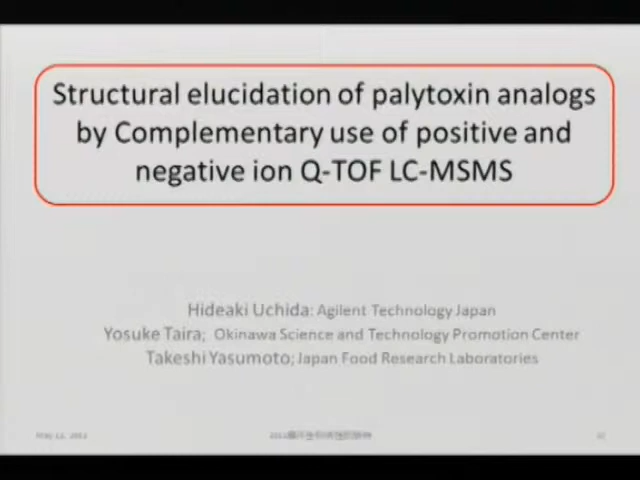 Structural elucidation of palytoxin analogs
by Complementary use of positive and
negative ion Q-TOF LC-MSMS
Hideaki Uchida: Agilent Technology Japan
Yosuke Taira; Okinawa Science and Technology Promotion Center
Takeshi Yasumoto; Japan Food Research Laboratories